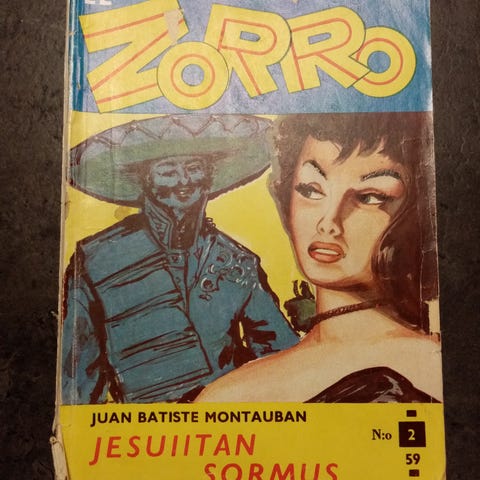 ZORRO
JUAN BATISTE MONTAUBAN
JESUIITAN
SORMUS
N:o 2
59